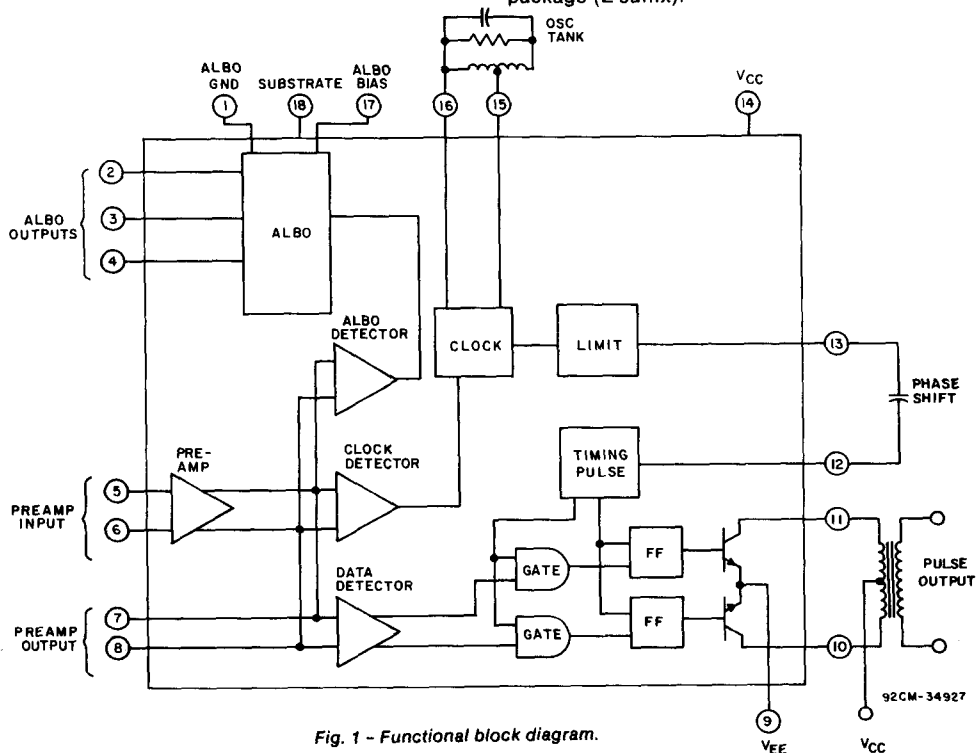 package (E suffix).
OSC
TANK
ALBO
GND
SUBSTRATE
ALBO
BIAS
VCC
1
18
17
16
15
14
2
3
4
ALBO
OUTPUTS
ALBO
ALBO
DETECTOR
CLOCK
LIMIT
13
PHASE
SHIFT
PRE-
AMP
CLOCK
DETECTOR
TIMING
PULSE
12
5
6
PREAMP
INPUT
11
GATE
FF
PULSE
OUTPUT
DATA
DETECTOR
7
8
PREAMP
OUTPUT
GATE
FF
10
92CM-34927
9
VEE
VCC
Fig. 1 - Functional block diagram.